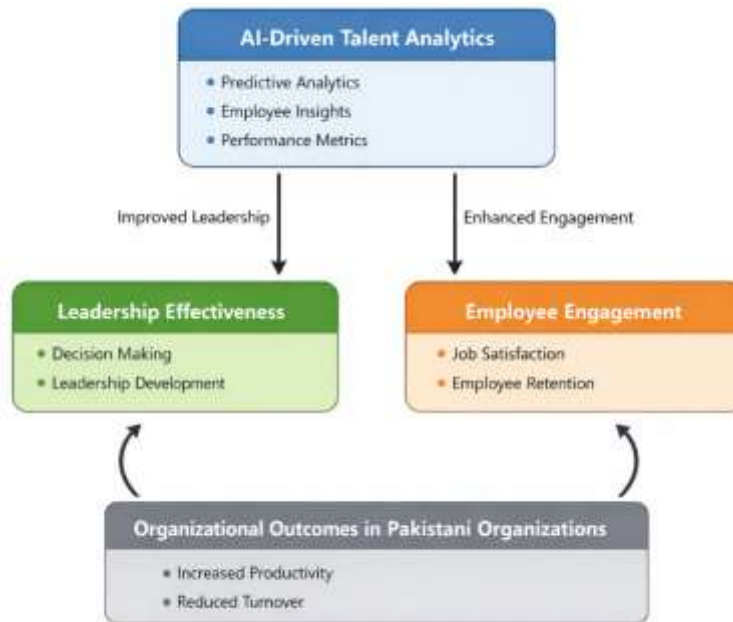 AI-Driven Talent Analytics
• Predictive Analytics
• Employee Insights
• Performance Metrics
Improved Leadership
Enhanced Engagement
Leadership Effectiveness
• Decision Making
• Leadership Development
Employee Engagement
• Job Satisfaction
• Employee Retention
Organizational Outcomes in Pakistani Organizations
• Increased Productivity
• Reduced Turnover